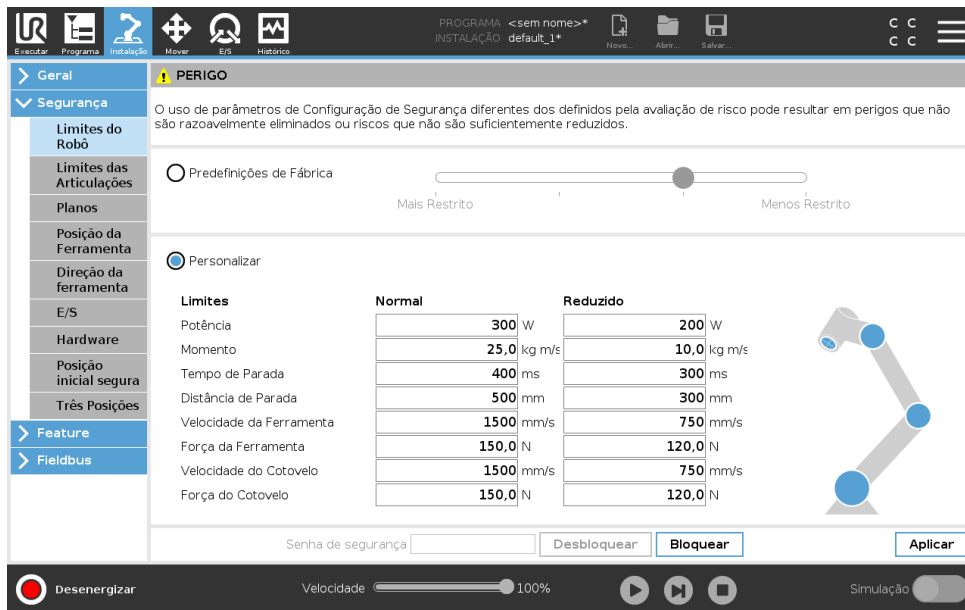 UR
Executar Programa Instalação Mover E/S Histórico
PROGRAMA <sem nome>*
INSTALAÇÃO default_1*
Novo... Abrir... Salvar...
C C
C C
Geral
Segurança
Limites do
Robô
Limites das
Articulações
Planos
Posição da
Ferramenta
Direção da
ferramenta
E/S
Hardware
Posição
inicial segura
Três Posições
Feature
Fieldbus
PERIGO
O uso de parâmetros de Configuração de Segurança diferentes dos definidos pela avaliação de risco pode resultar em perigos que não
são razoavelmente eliminados ou riscos que não são suficientemente reduzidos.
Predefinições de Fábrica
Mais Restrito Menos Restrito
Personalizar
Limites Normal Reduzido
Potência 300 W 200 W
Momento 25,0 kg m/s 10,0 kg m/s
Tempo de Parada 400 ms 300 ms
Distância de Parada 500 mm 300 mm
Velocidade da Ferramenta 1500 mm/s 750 mm/s
Força da Ferramenta 150,0 N 120,0 N
Velocidade do Cotovelo 1500 mm/s 750 mm/s
Força do Cotovelo 150,0 N 120,0 N
Senha de segurança Desbloquear Bloquear Aplicar
Desenergizar Velocidade 100% Simulação